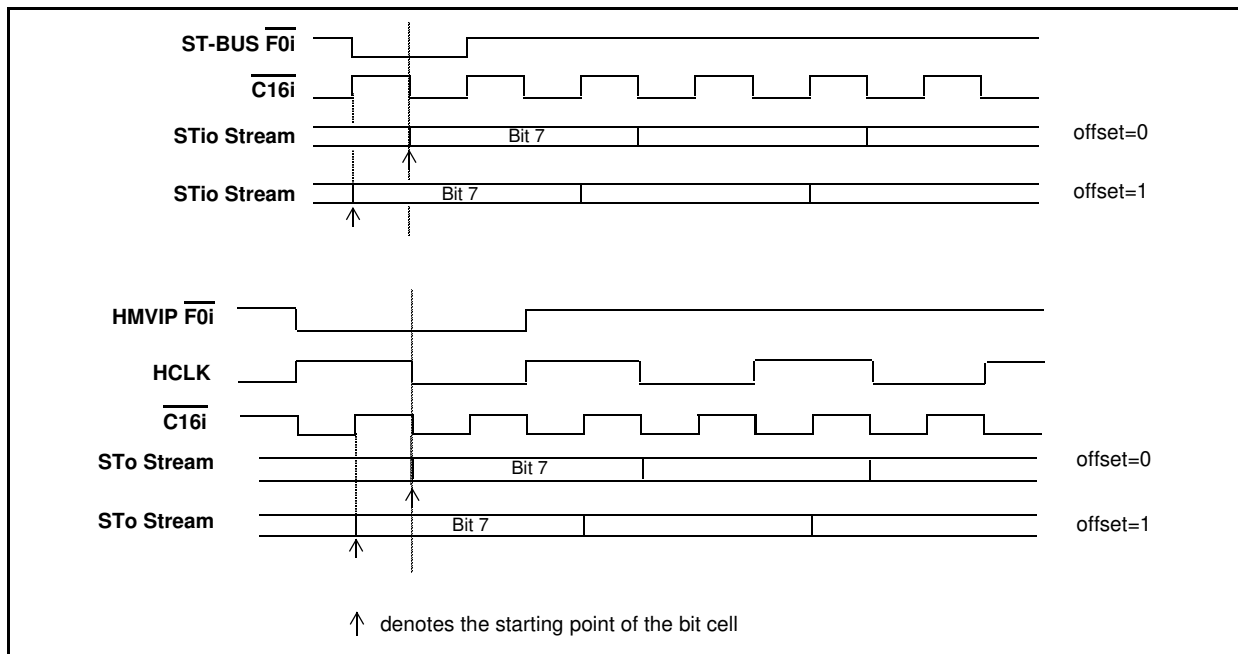 ST-BUS F0i
C16i
STio Stream Bit 7 offset=0
STio Stream Bit 7 offset=1
HMVIP F0i
HCLK
C16i
STo Stream Bit 7 offset=0
STo Stream Bit 7 offset=1
denotes the starting point of the bit cell